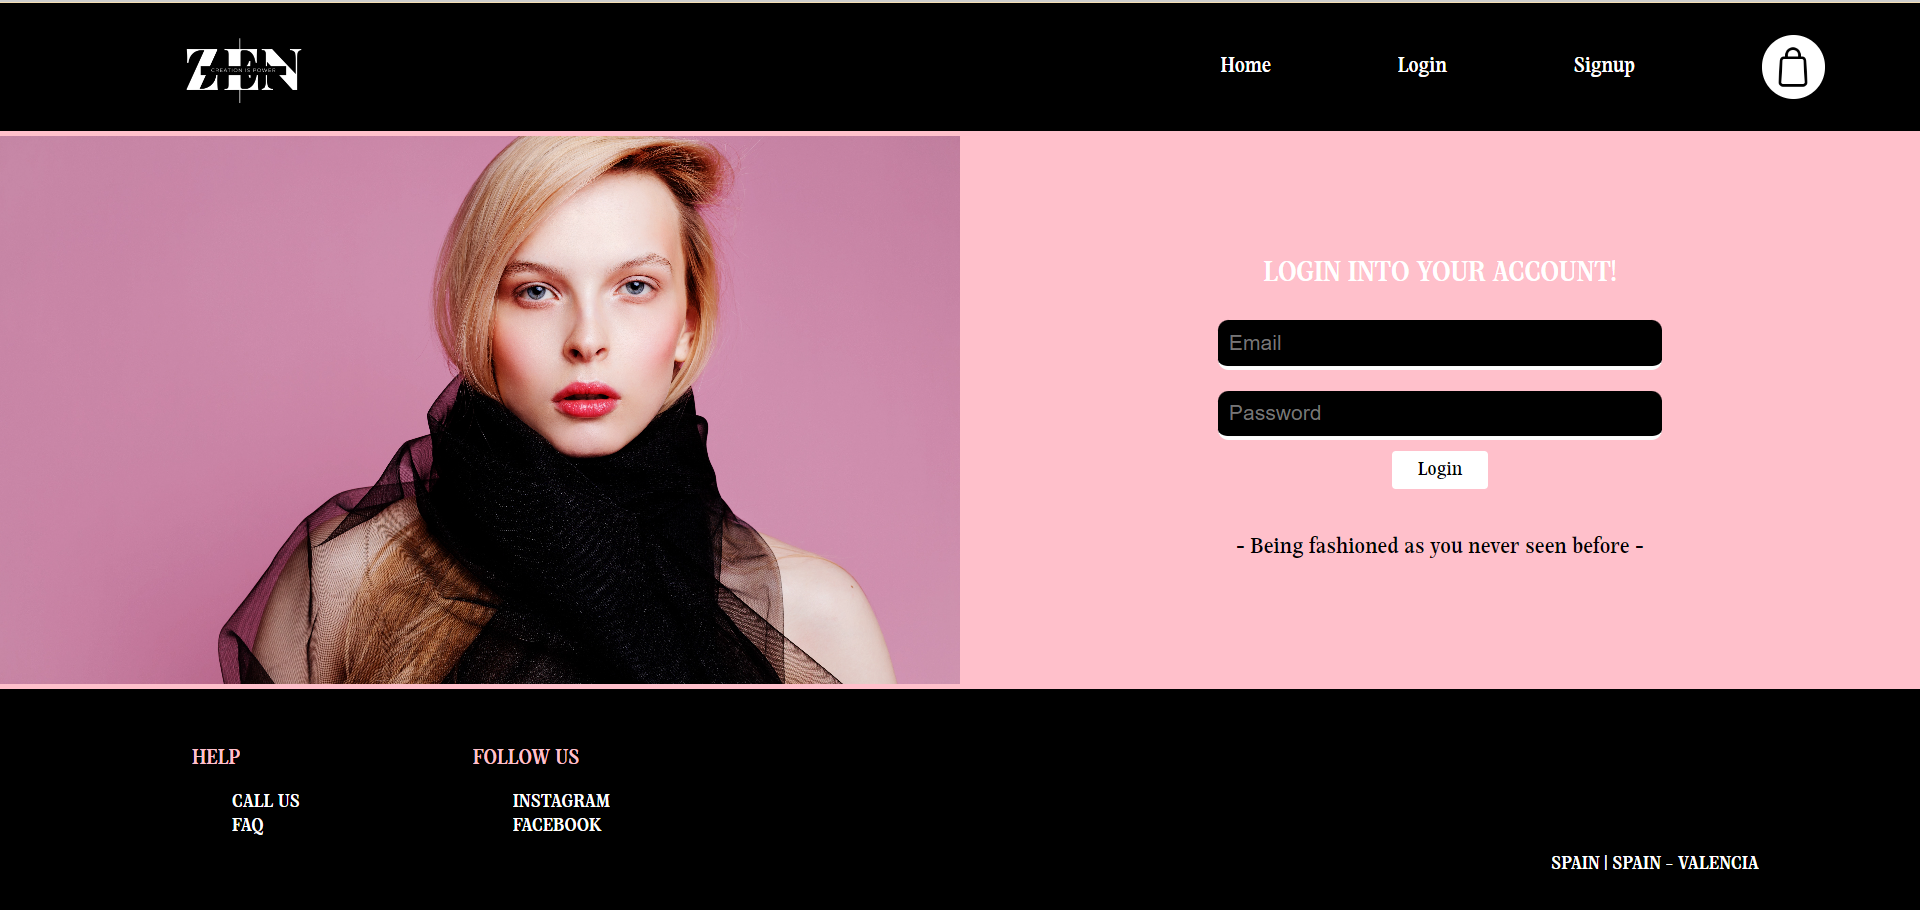 ZEN
CREATION IS POWER
Home
Login
Signup
LOGIN INTO YOUR ACCOUNT!
Email
Password
Login
- Being fashioned as you never seen before -
HELP
CALL US
FAQ
FOLLOW US
INSTAGRAM
FACEBOOK
SPAIN | SPAIN - VALENCIA